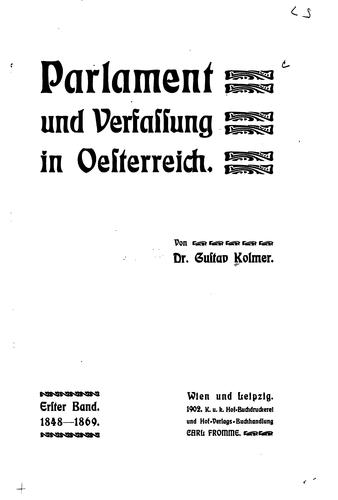 Parlament
und Verfaſſung
in Oeſterreich.
Von
Dr. Guſtav Kolmer.
Erſter Band.
1848—1869.
Wien und Leipzig.
1902. K. u. k. Hof-Buchdruckerei
und Hof-Verlags-Buchhandlung
CARL FROMME.